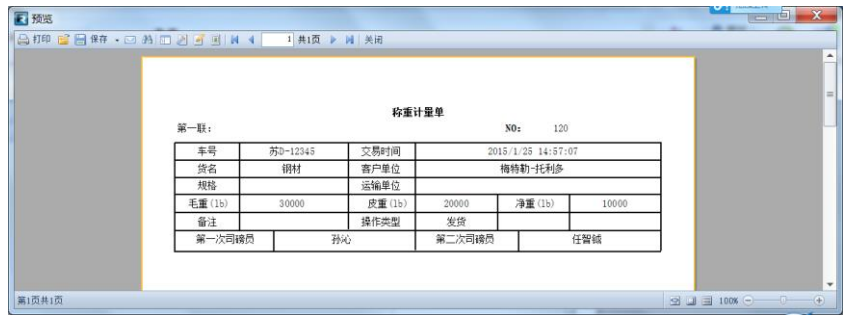 预览
打印 保存 1 共1页 关闭
称重计量单
第一联: NO: 120
车号 苏D-12345 交易时间 2015/1/25 14:57:07
货名 钢材 客户单位 梅特勒-托利多
规格 运输单位
毛重(lb) 30000 皮重(lb) 20000 净重(lb) 10000
备注 操作类型 发货
第一次司磅员 孙沁 第二次司磅员 任智钺
第1页共1页 100%